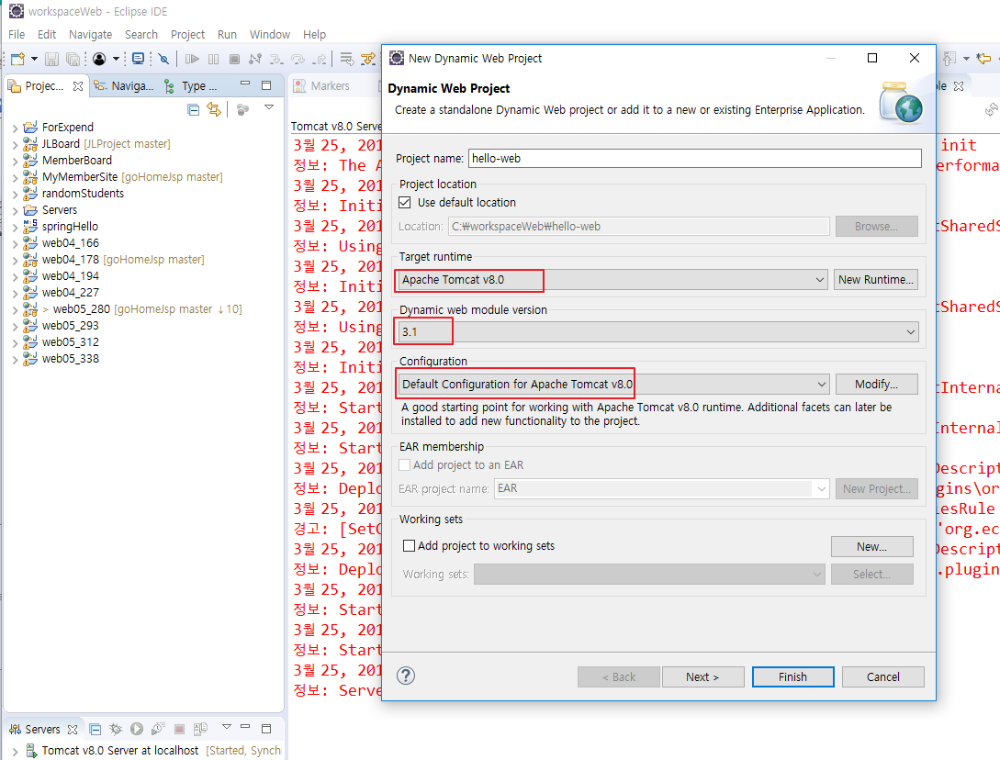 workspaceWeb - Eclipse IDE
File Edit Navigate Search Project Run Window Help
Projec... Naviga... Type ...
ForExpend
JLBoard [JLProject master]
MemberBoard
MyMemberSite [goHomeJsp master]
randomStudents
Servers
springHello
web04_166
web04_178 [goHomeJsp master]
web04_194
web04_227
> web05_280 [goHomeJsp master ↓10]
web05_293
web05_312
web05_338
Servers
Tomcat v8.0 Server at localhost [Started, Synch
Markers
Tomcat v8.0 Serve
3월 25, 201 init
정보: The A erforma
3월 25, 201
정보: Initi
3월 25, 201 tSharedS
정보: Using
3월 25, 201
정보: Initi
3월 25, 201 tSharedS
정보: Using
3월 25, 201
정보: Initi
3월 25, 201 tInterna
정보: Start
3월 25, 201 Internal
정보: Start
3월 25, 201 Descript
정보: Deplo gins\or
3월 25, 201 lesRule
경고: [SetC 'org.ec
3월 25, 201 Descript
정보: Deplo .plugin
3월 25, 201
정보: Start
3월 25, 201
정보: Start
3월 25, 201
정보: Serve
New Dynamic Web Project
Dynamic Web Project
Create a standalone Dynamic Web project or add it to a new or existing Enterprise Application.
Project name: hello-web
Project location
Use default location
Location: C:₩workspaceWeb₩hello-web Browse...
Target runtime
Apache Tomcat v8.0 New Runtime...
Dynamic web module version
3.1
Configuration
Default Configuration for Apache Tomcat v8.0 Modify...
A good starting point for working with Apache Tomcat v8.0 runtime. Additional facets can later be
installed to add new functionality to the project.
EAR membership
Add project to an EAR
EAR project name: EAR New Project...
Working sets
Add project to working sets New...
Working sets: Select...
< Back Next > Finish Cancel